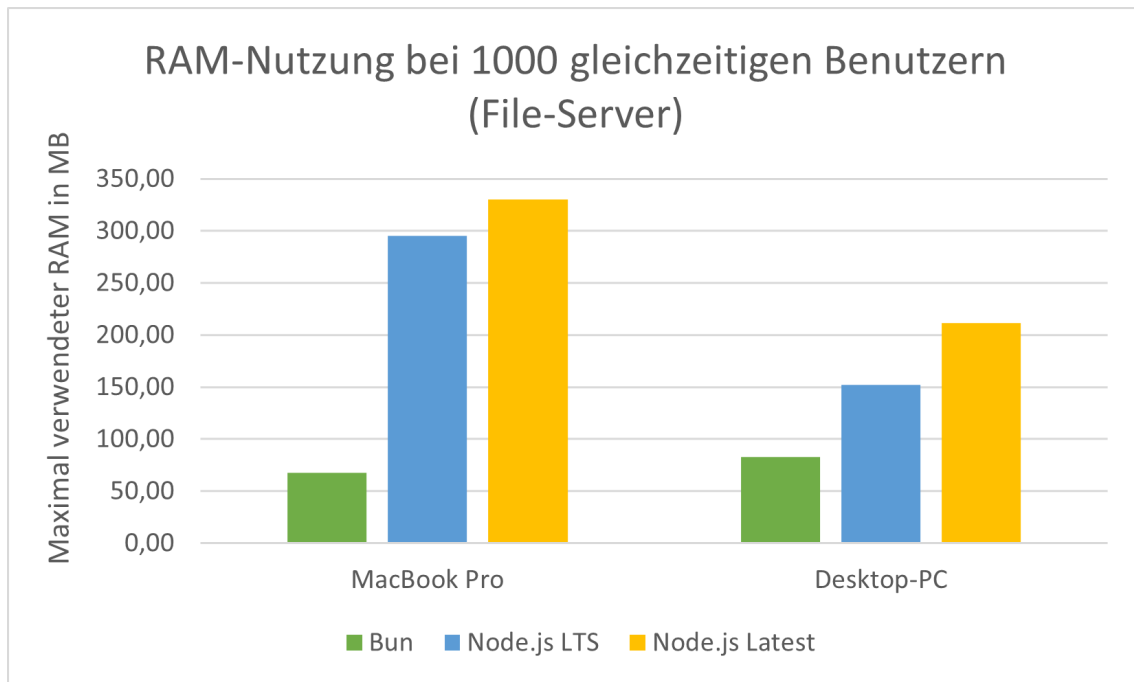 RAM-Nutzung bei 1000 gleichzeitigen Benutzern
(File-Server)
Maximal verwendeter RAM in MB
350,00
300,00
250,00
200,00
150,00
100,00
50,00
0,00
MacBook Pro
Desktop-PC
Bun
Node.js LTS
Node.js Latest